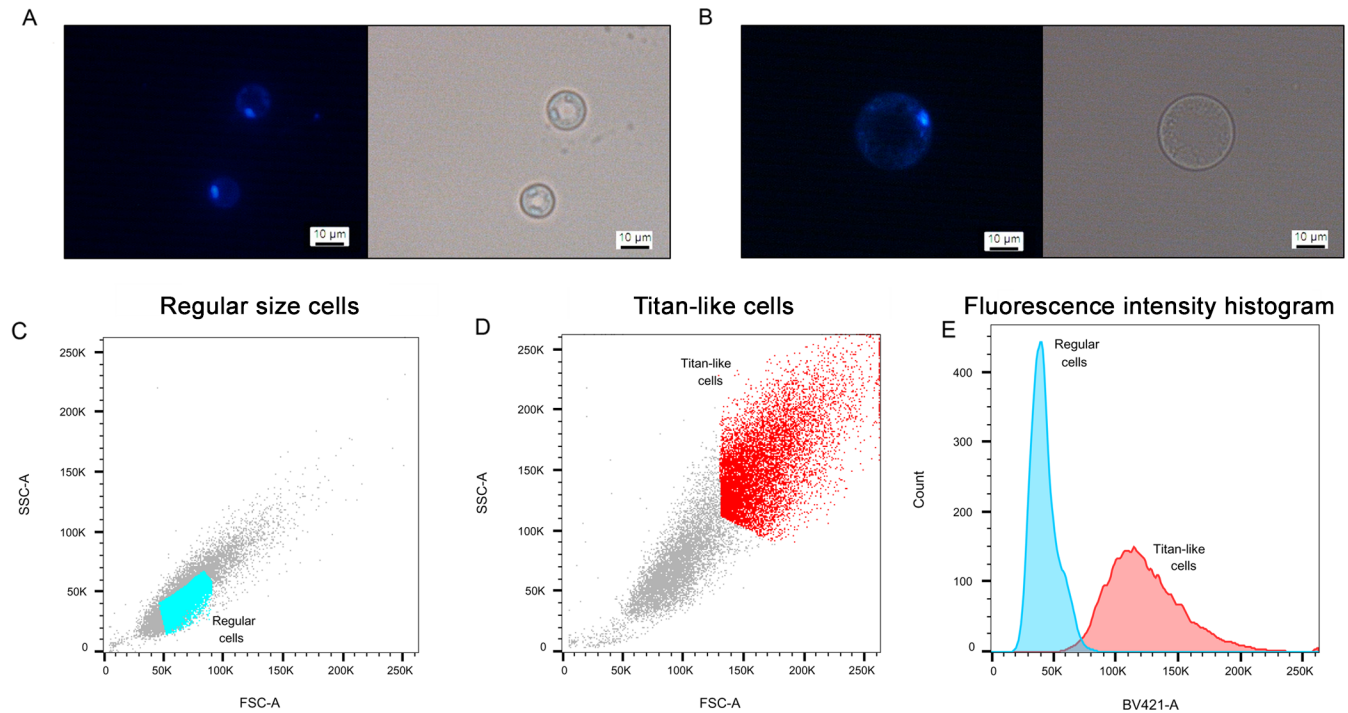 A
10 µm
10 µm
B
10 µm
10 µm
Regular size cells
C
250K
200K
150K
100K
50K
0
SSC-A
Regular
cells
0
50K
100K
150K
200K
250K
FSC-A
Titan-like cells
D
250K
200K
150K
100K
50K
0
SSC-A
Titan-like
cells
0
50K
100K
150K
200K
250K
FSC-A
Fluorescence intensity histogram
E
400
300
200
100
0
Count
Regular
cells
Titan-like
cells
0
50K
100K
150K
200K
250K
BV421-A